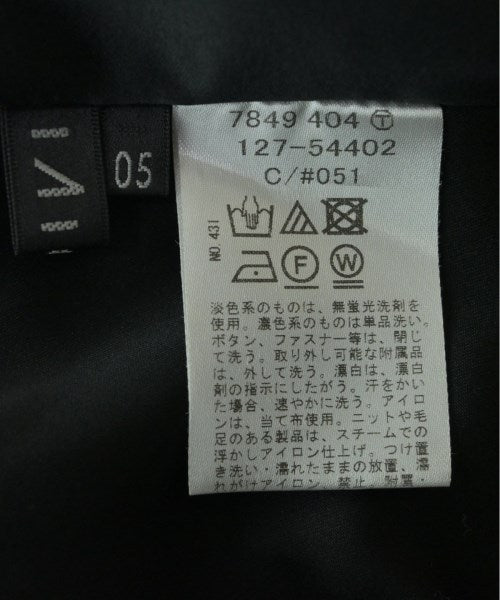 7849 404 Ⓣ
127-54402
C/#051
05
NO.431
F
W
淡色系のものは、無蛍光洗剤を
使用。濃色系のものは単品洗い。
ボタン、ファスナー等は、閉じ
て洗う。取り外し可能な附属品
は、外して洗う。漂白は、漂白
剤の指示にしたがう。汗をかい
た場合、速やかに洗う。アイロ
ンは、当て布使用。ニットや毛
足のある製品は、スチームでの
浮かしアイロン仕上げ。つけ置
き洗い・濡れたままの放置、濡
れがけアイロン、禁止。附属・